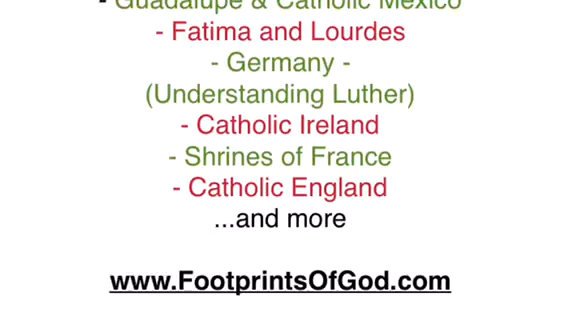 - Guadalupe & Catholic Mexico
- Fatima and Lourdes
- Germany -
(Understanding Luther)
- Catholic Ireland
- Shrines of France
- Catholic England
...and more
www.FootprintsOfGod.com